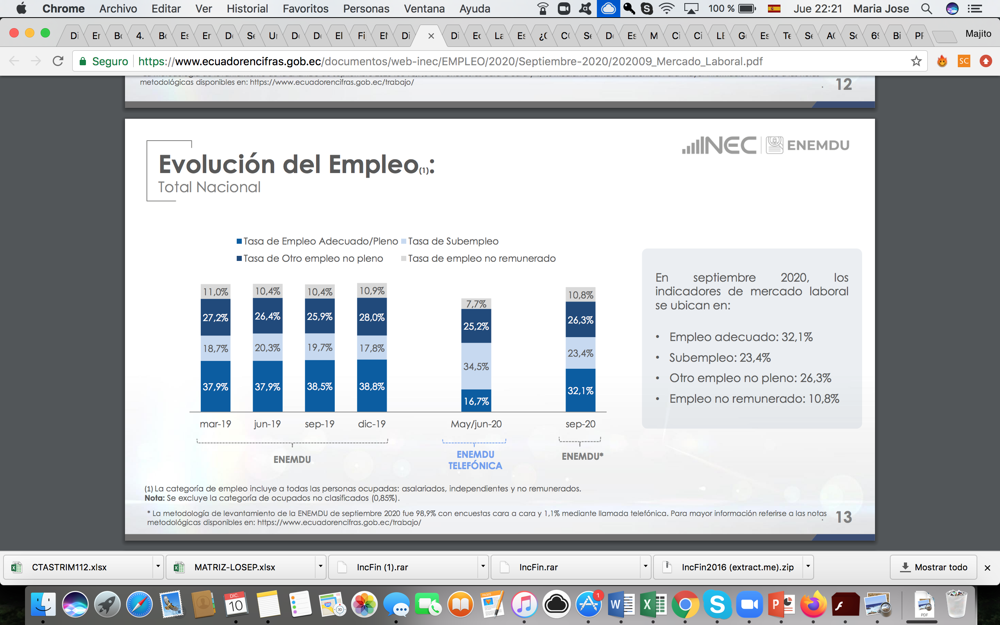 Chrome Archivo Editar Ver Historial Favoritos Personas Ventana Ayuda 100 % Jue 22:21 Maria Jose
Di Er Bo 4. Bo Es Er De Se Ur De De El Fij EN Di Di Ec La Es ¿C CC Se De Es M Ci Ci LE G Es Te Se AC Sc 69 Bi PF Majito
Seguro https://www.ecuadorencifras.gob.ec/documentos/web-inec/EMPLEO/2020/Septiembre-2020/202009_Mercado_Laboral.pdf SC
metodológicas disponibles en: https://www.ecuadorencifras.gob.ec/trabajo/
12
INEC ENEMDU
Evolución del Empleo(1):
Total Nacional
Tasa de Empleo Adecuado/Pleno Tasa de Subempleo
Tasa de Otro empleo no pleno Tasa de empleo no remunerado
11,0% 10,4% 10,4% 10,9% 7,7% 10,8%
27,2% 26,4% 25,9% 28,0% 25,2% 26,3%
18,7% 20,3% 19,7% 17,8% 34,5% 23,4%
37,9% 37,9% 38,5% 38,8% 16,7% 32,1%
mar-19 jun-19 sep-19 dic-19 May/jun-20 sep-20
ENEMDU
ENEMDU
TELEFÓNICA
ENEMDU*
En septiembre 2020, los
indicadores de mercado laboral
se ubican en:
• Empleo adecuado: 32,1%
• Subempleo: 23,4%
• Otro empleo no pleno: 26,3%
• Empleo no remunerado: 10,8%
(1) La categoría de empleo incluye a todas las personas ocupadas: asalariados, independientes y no remunerados.
Nota: Se excluye la categoría de ocupados no clasificados (0,85%).
* La metodología de levantamiento de la ENEMDU de septiembre 2020 fue 98,9% con encuestas cara a cara y 1,1% mediante llamada telefónica. Para mayor información referirse a las notas
metodológicas disponibles en: https://www.ecuadorencifras.gob.ec/trabajo/
13
CTASTRIM112.xlsx MATRIZ-LOSEP.xlsx IncFin (1).rar IncFin.rar IncFin2016 (extract.me).zip Mostrar todo
DIC.
10
280
3D
PAGES
1
W X S P
PDF